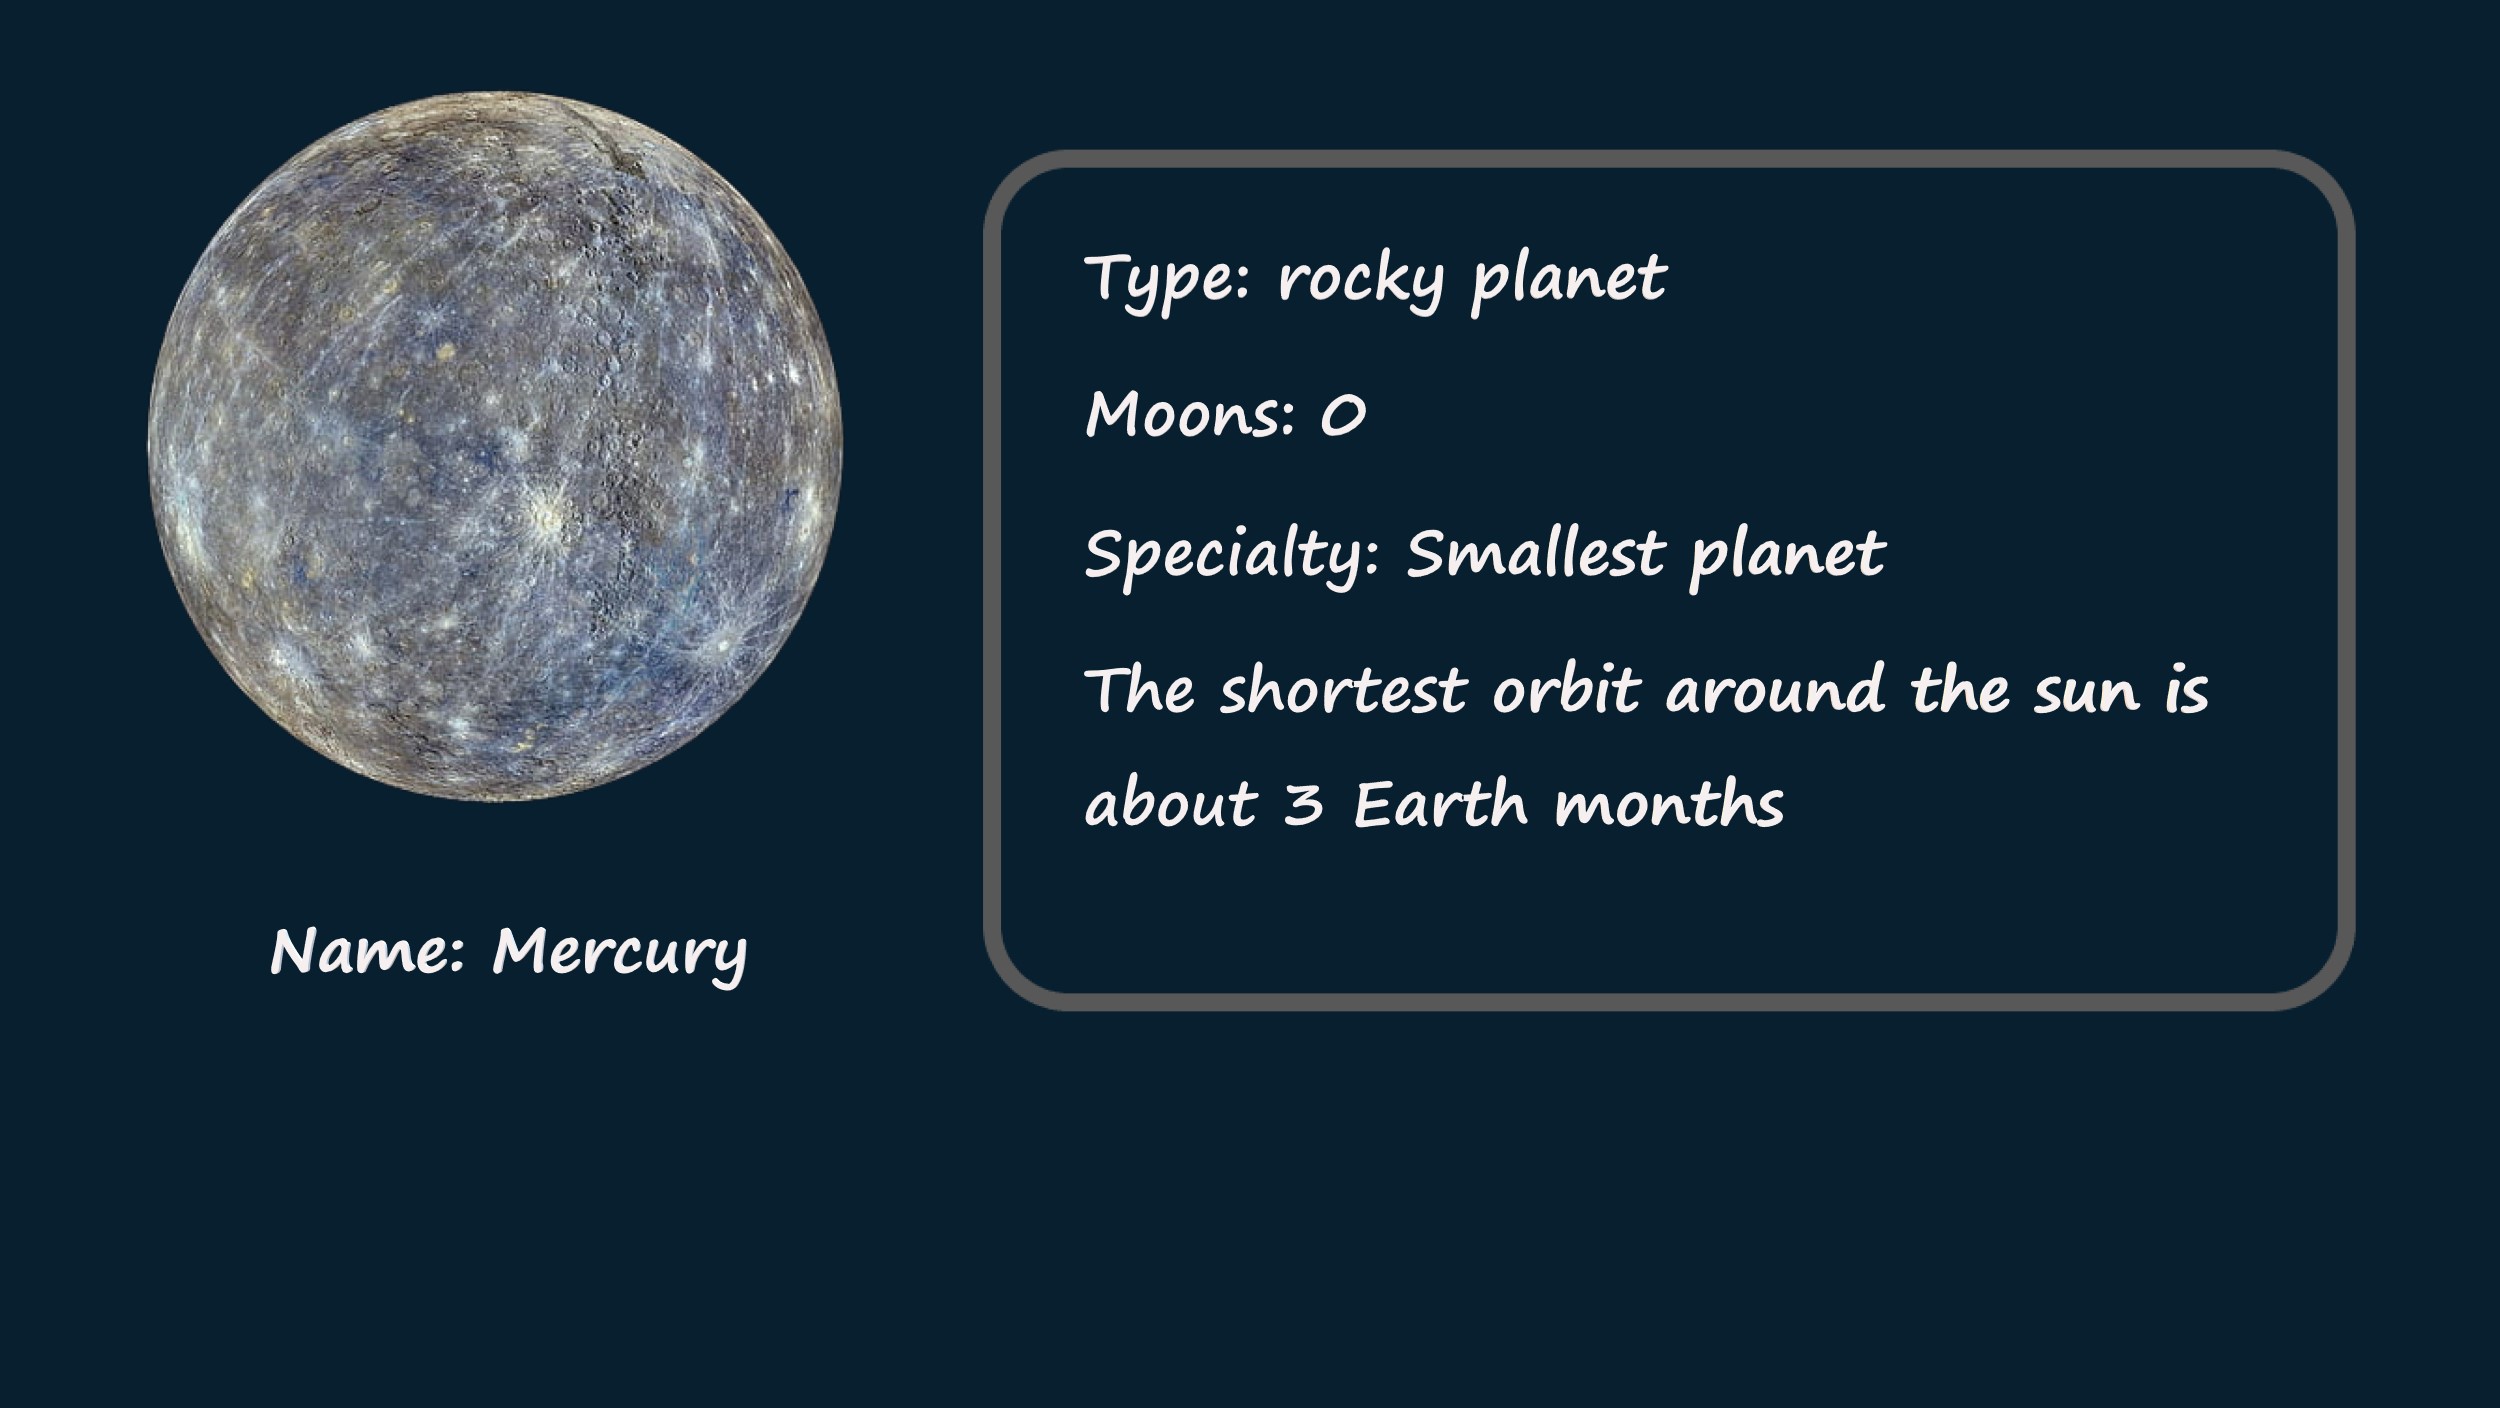 Type: rocky planet
Moons: 0
Specialty: Smallest planet
The shortest orbit around the sun is
about 3 Earth months
Name: Mercury